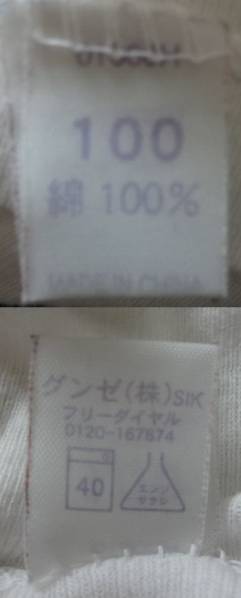 100
綿 100%
MADE IN CHINA
グンゼ(株)SIK
フリーダイヤル
0120-167874
40
エンソ
サラシ